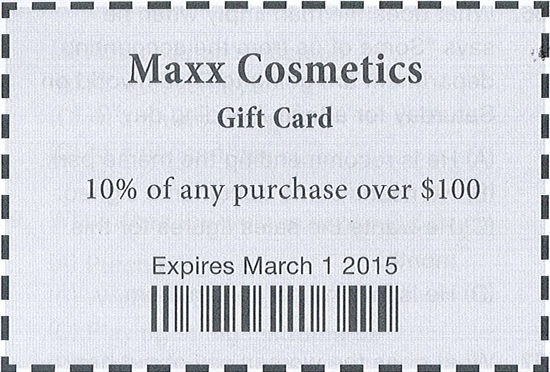 Maxx Cosmetics
Gift Card
10% of any purchase over $100
Expires March 1 2015